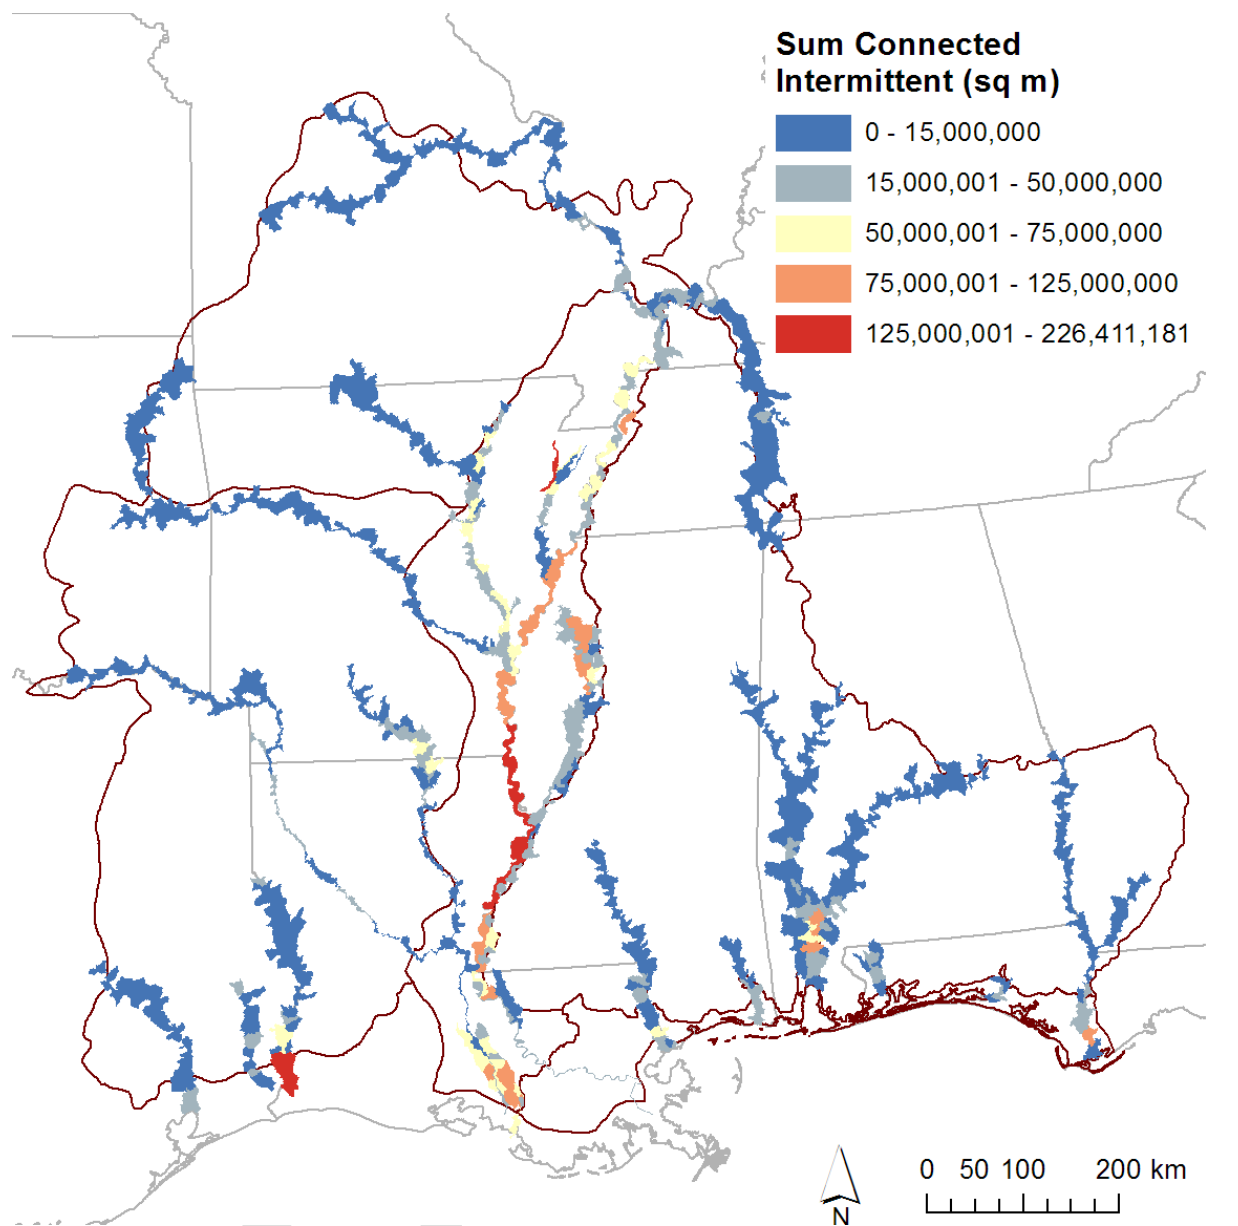 Sum Connected
Intermittent (sq m)
0 - 15,000,000
15,000,001 - 50,000,000
50,000,001 - 75,000,000
75,000,001 - 125,000,000
125,000,001 - 226,411,181
0 50 100 200 km
N